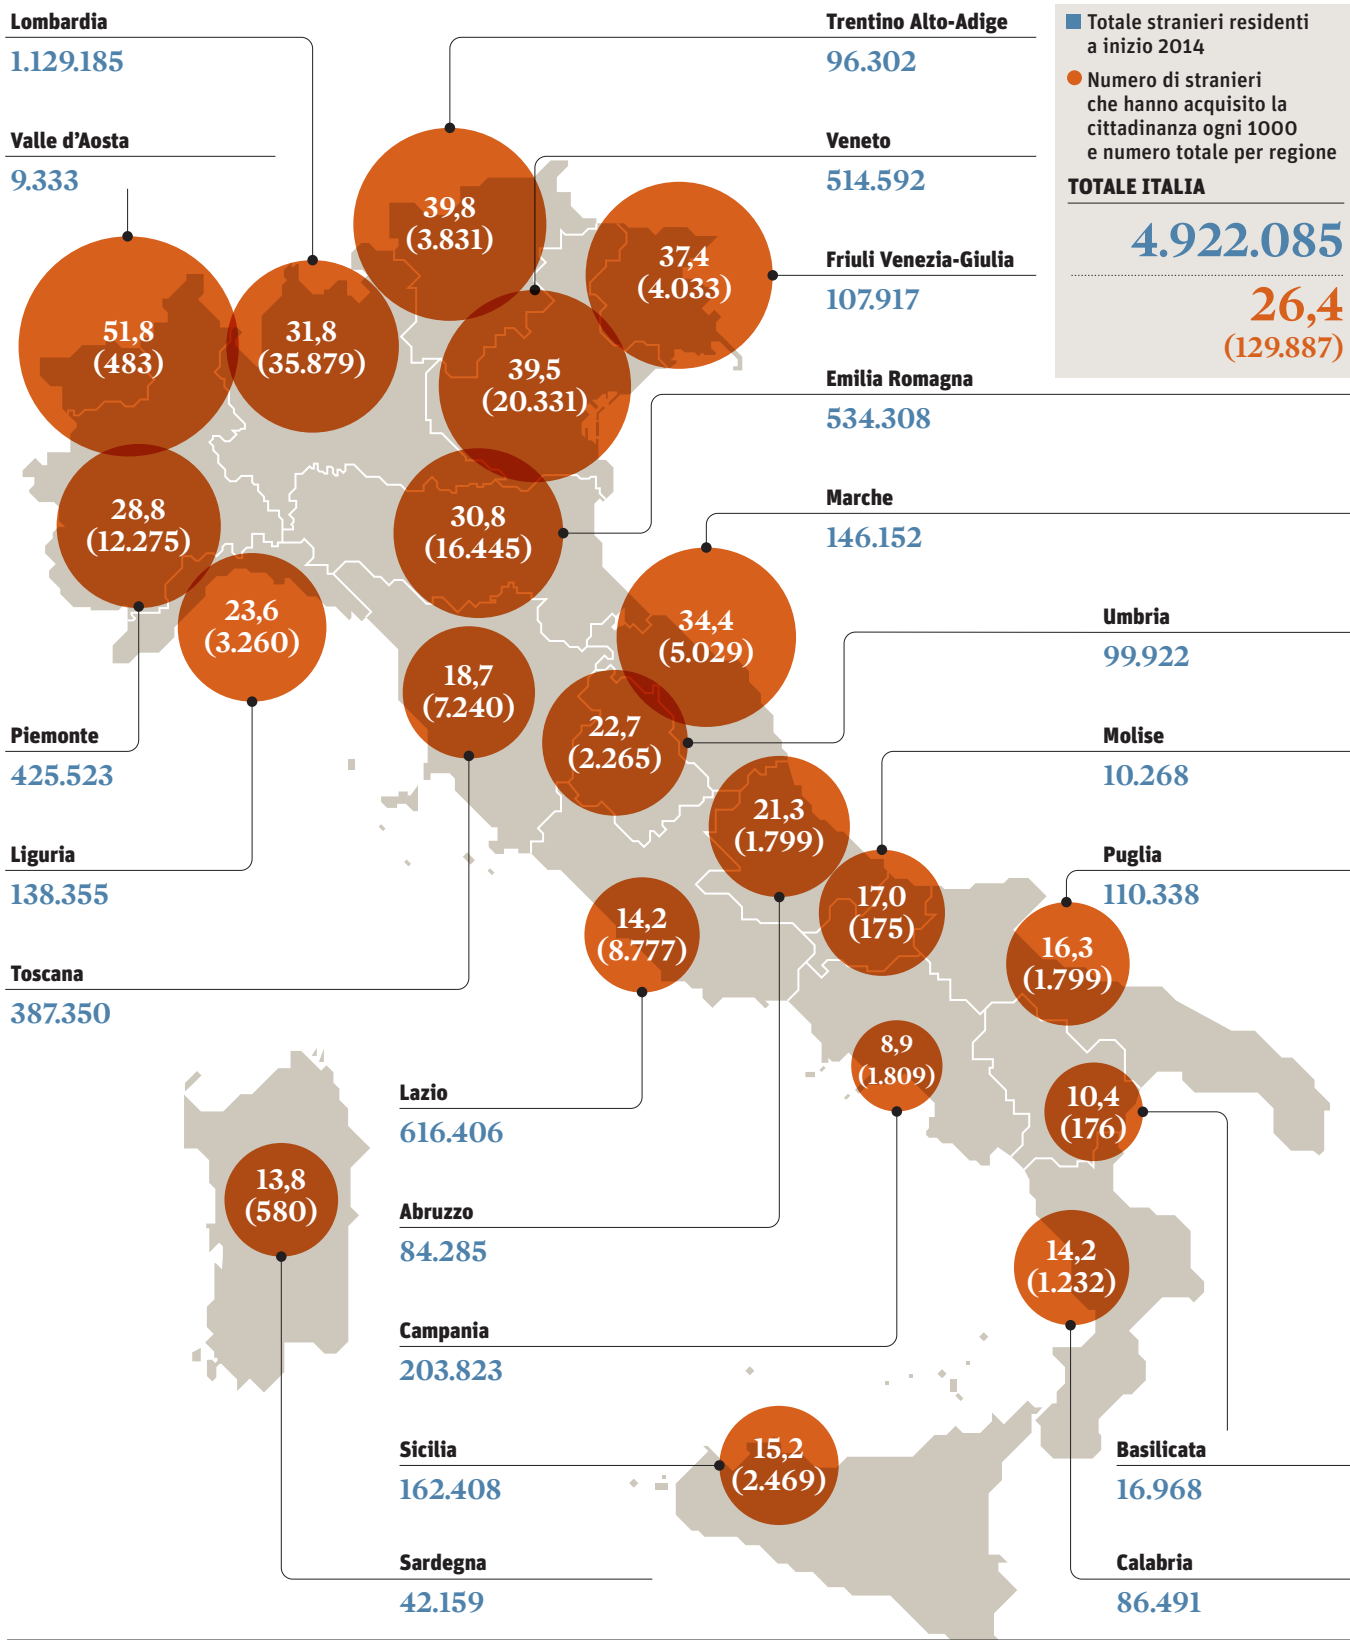 Lombardia
1.129.185
Valle d'Aosta
9.333
Trentino Alto-Adige
96.302
Veneto
514.592
Friuli Venezia-Giulia
107.917
Emilia Romagna
534.308
Marche
146.152
Totale stranieri residenti
a inizio 2014
Numero di stranieri
che hanno acquisito la
cittadinanza ogni 1000
e numero totale per regione
TOTALE ITALIA
4.922.085
26,4
(129.887)
39,8
(3.831)
37,4
(4.033)
51,8
(483)
31,8
(35.879)
39,5
(20.331)
28,8
(12.275)
30,8
(16.445)
23,6
(3.260)
34,4
(5.029)
18,7
(7.240)
22,7
(2.265)
21,3
(1.799)
17,0
(175)
14,2
(8.777)
16,3
(1.799)
8,9
(1.809)
10,4
(176)
13,8
(580)
14,2
(1.232)
15,2
(2.469)
Umbria
99.922
Molise
10.268
Puglia
110.338
Piemonte
425.523
Liguria
138.355
Toscana
387.350
Lazio
616.406
Abruzzo
84.285
Campania
203.823
Sicilia
162.408
Sardegna
42.159
Basilicata
16.968
Calabria
86.491